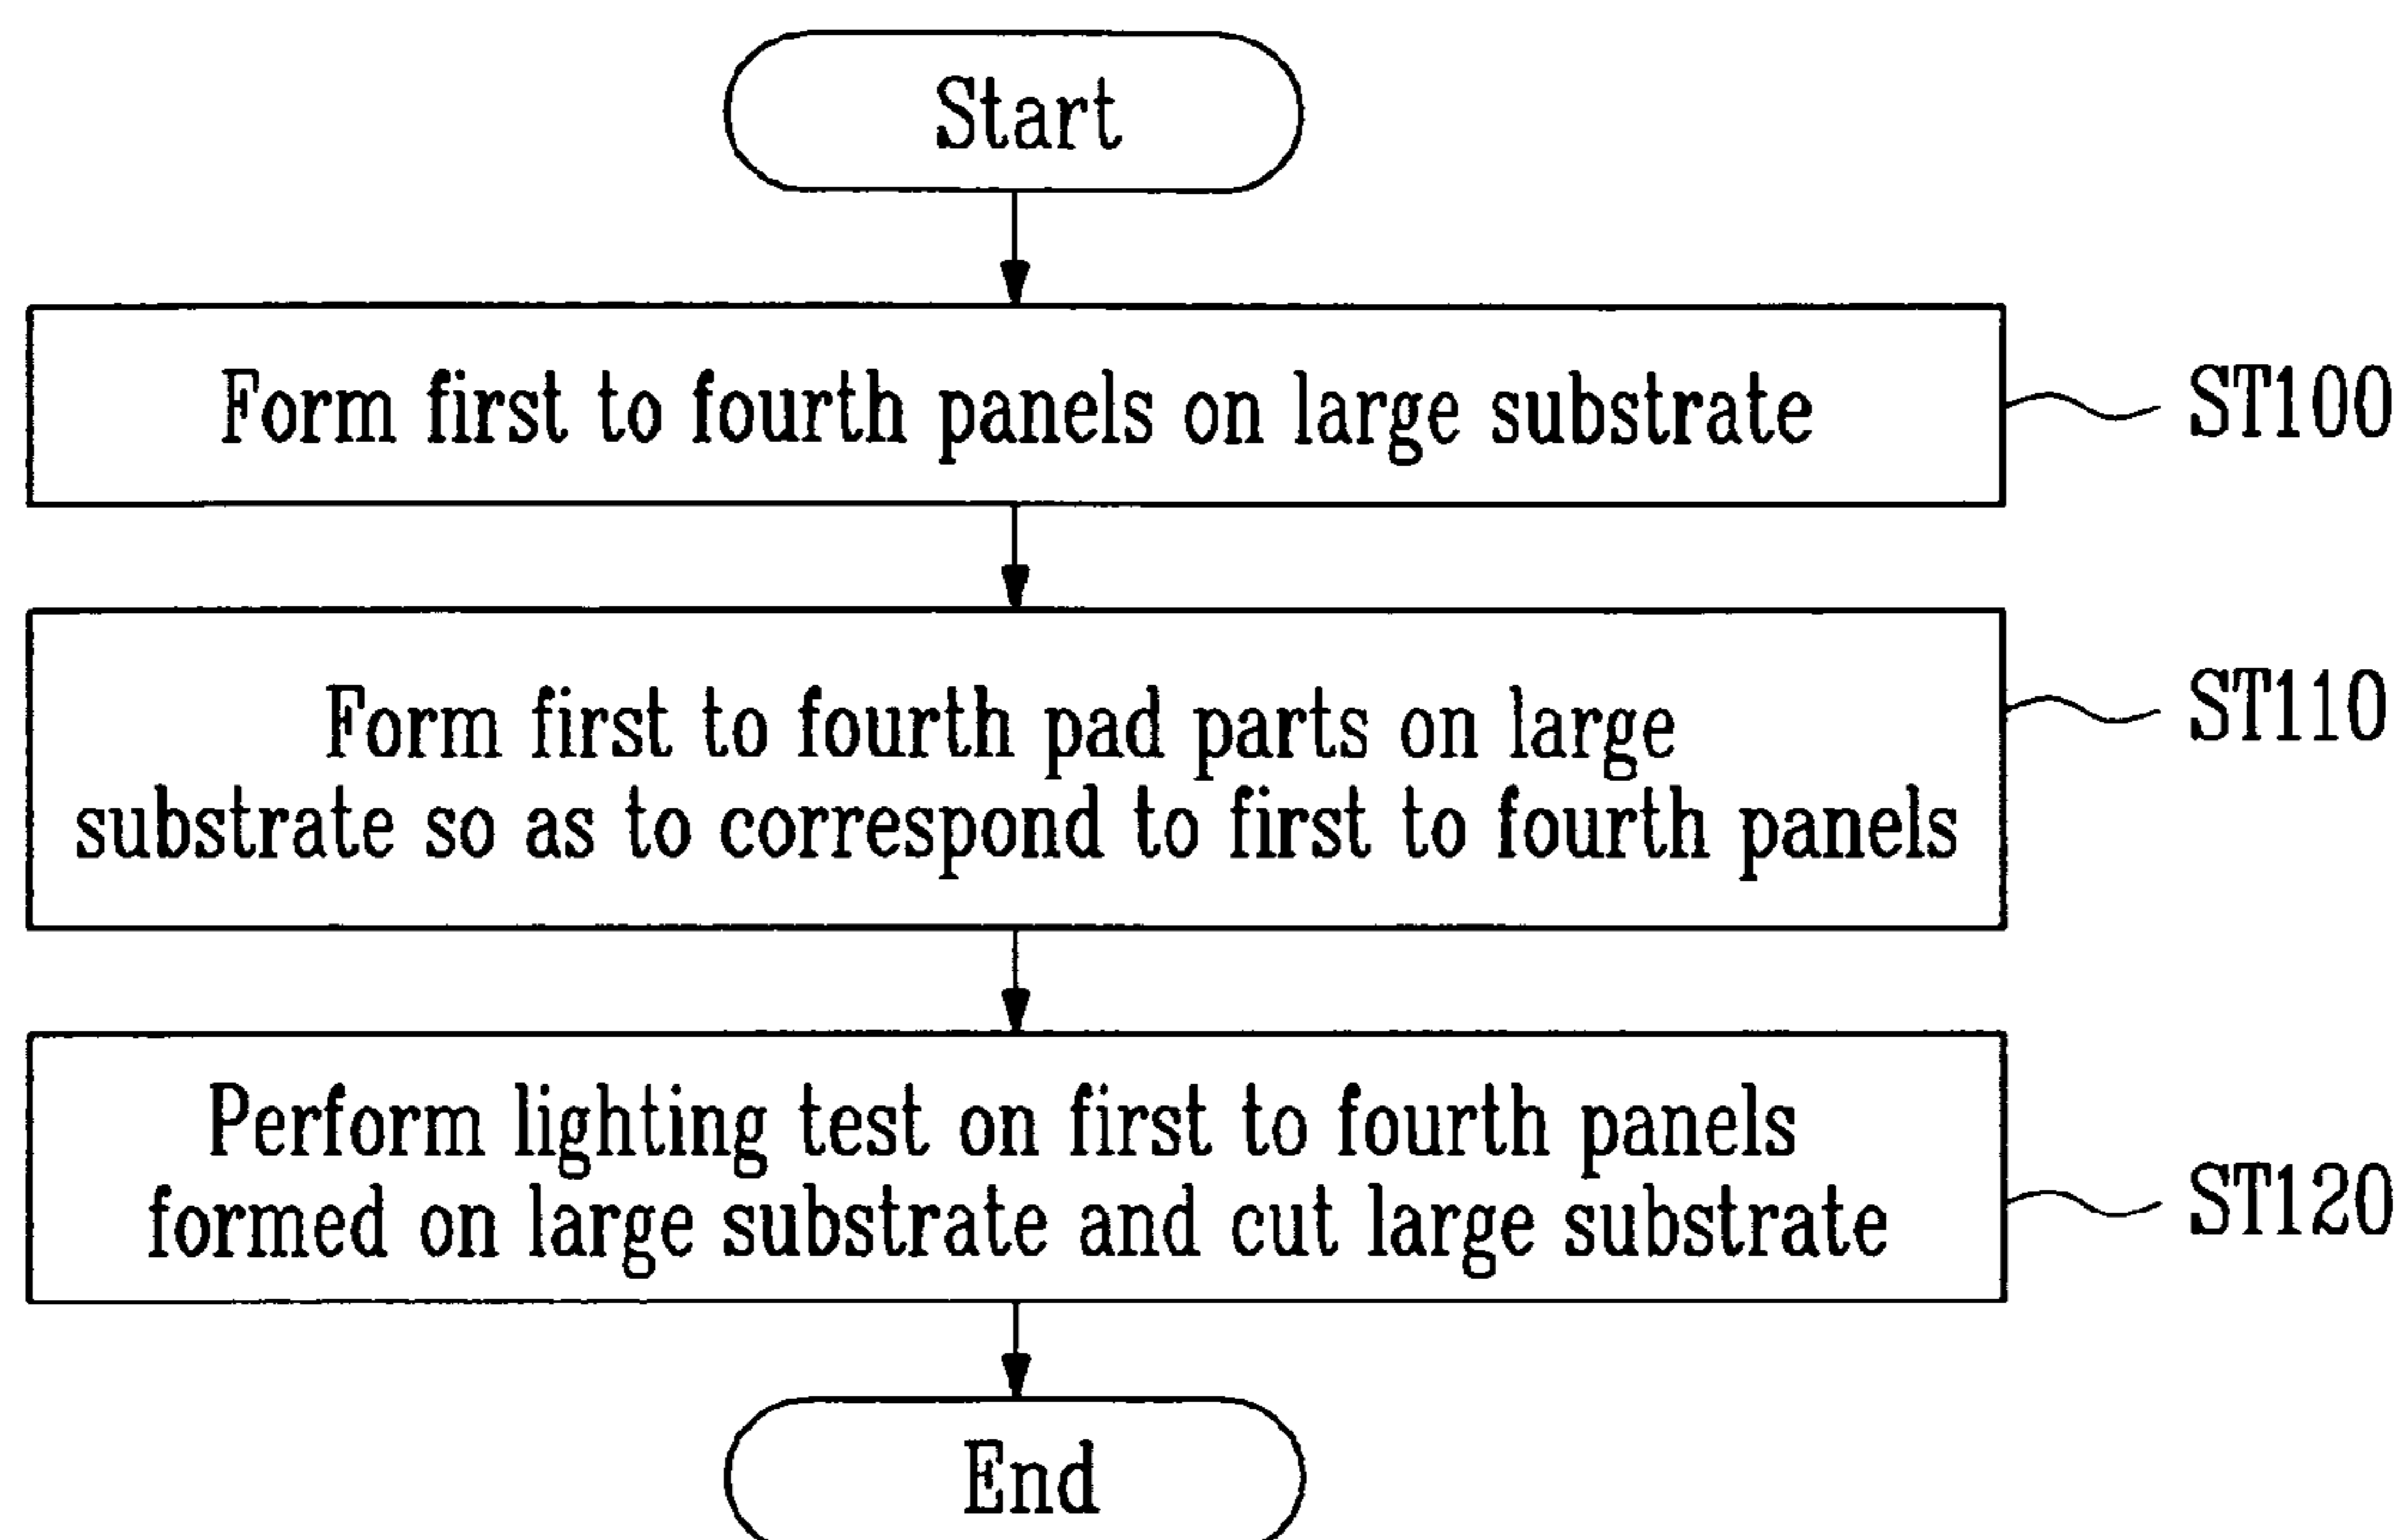 Start
Form first to fourth panels on large substrate
ST100
Form first to fourth pad parts on large
substrate so as to correspond to first to fourth panels
ST110
Perform lighting test on first to fourth panels
formed on large substrate and cut large substrate
ST120
End